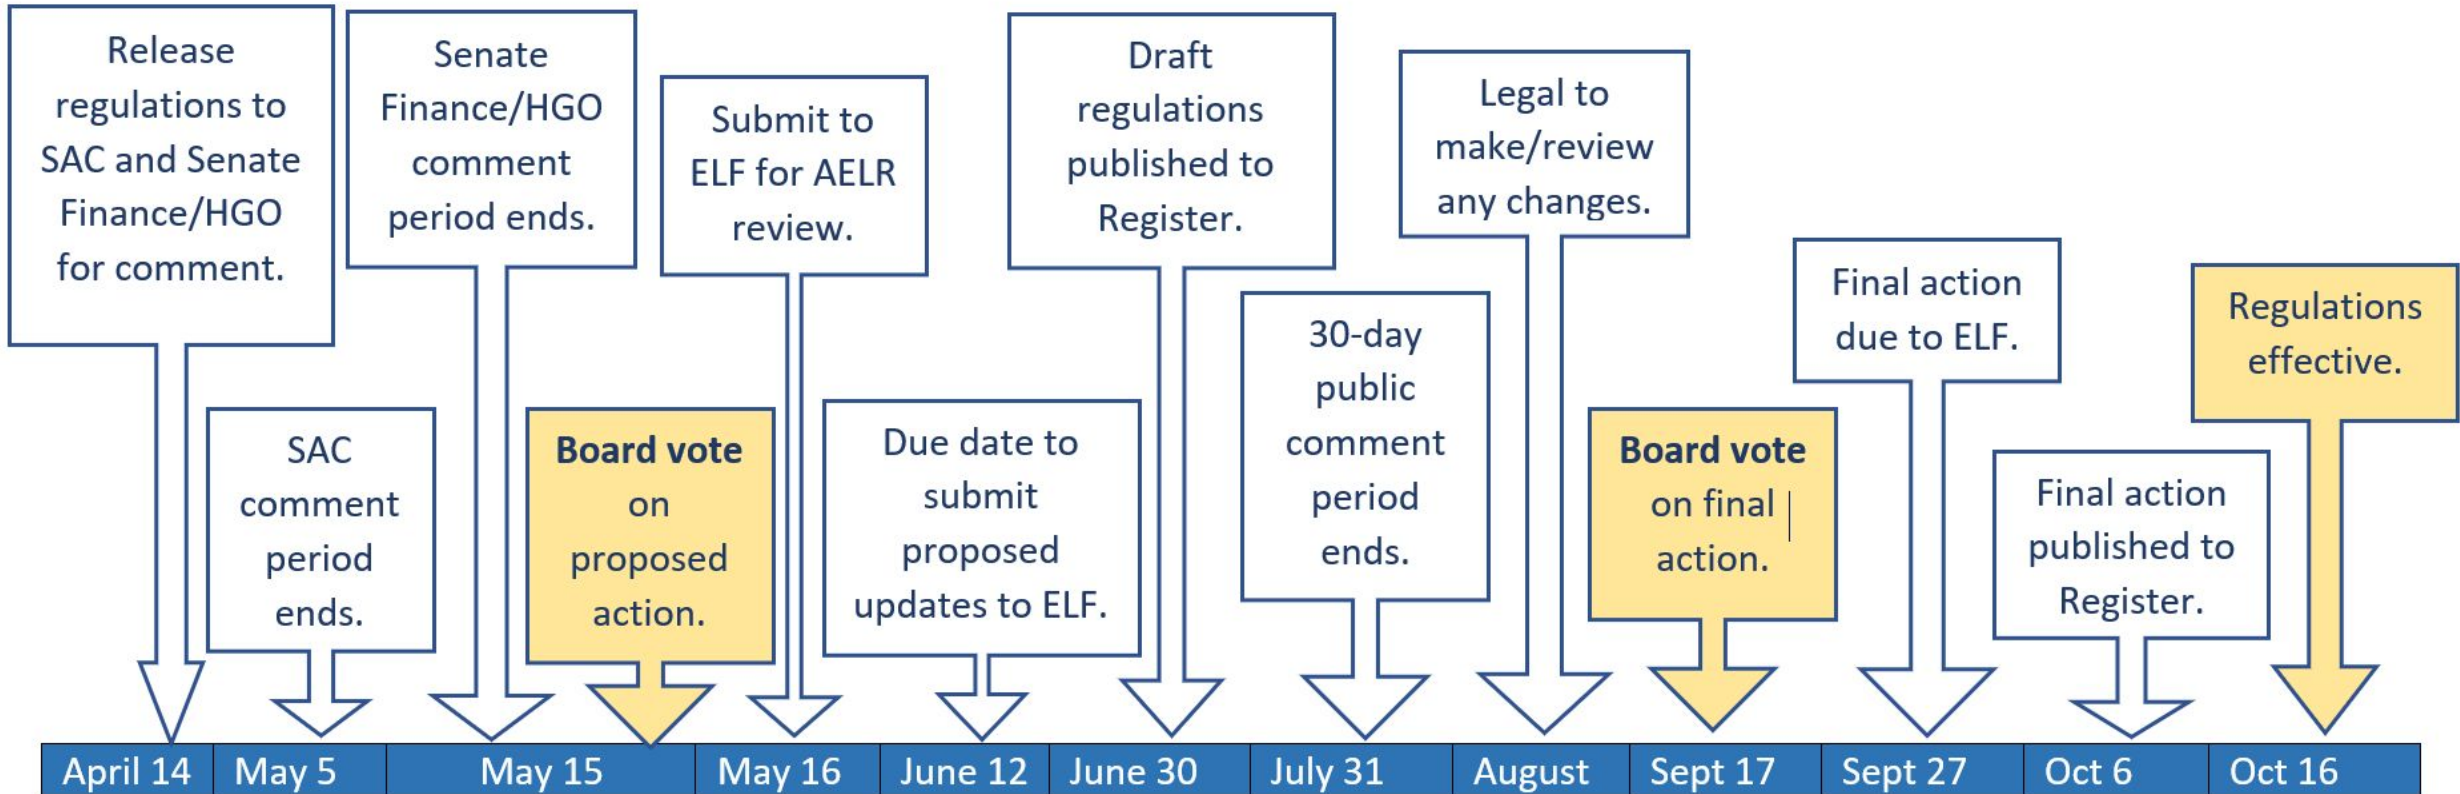 Release
regulations to
SAC and Senate
Finance/HGO
for comment.
SAC
comment
period
ends.
Senate
Finance/HGO
comment
period ends.
Board vote
on
proposed
action.
Submit to
ELF for AELR
review.
Due date to
submit
proposed
updates to ELF.
Draft
regulations
published to
Register.
30-day
public
comment
period
ends.
Legal to
make/review
any changes.
Board vote
on final
action.
Final action
due to ELF.
Final action
published to
Register.
Regulations
effective.
April 14
May 5
May 15
May 16
June 12
June 30
July 31
August
Sept 17
Sept 27
Oct 6
Oct 16